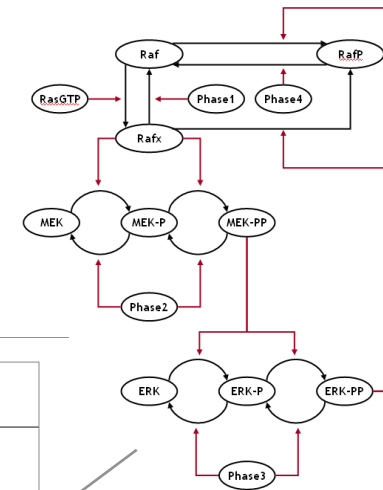 Raf
RafP
RasGTP
Phase1
Phase4
Rafx
MEK
MEK-P
MEK-PP
Phase2
ERK
ERK-P
ERK-PP
Phase3